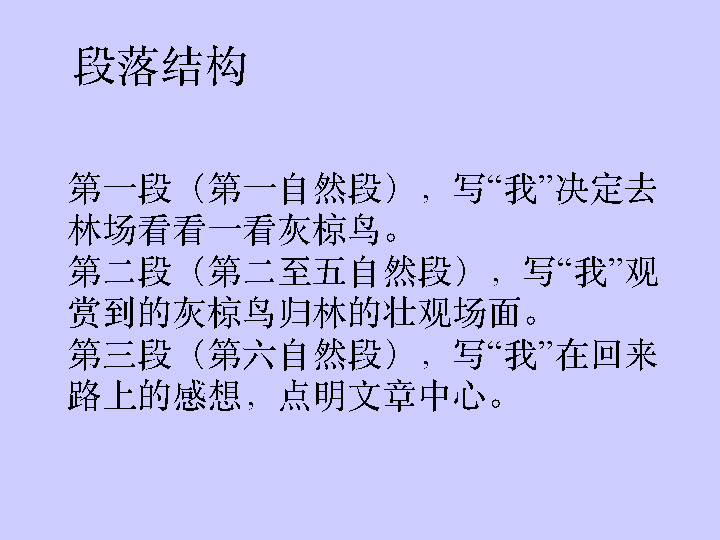 段落结构
第一段（第一自然段），写“我”决定去
林场看看一看灰椋鸟。
第二段（第二至五自然段），写“我”观
赏到的灰椋鸟归林的壮观场面。
第三段（第六自然段），写“我”在回来
路上的感想，点明文章中心。